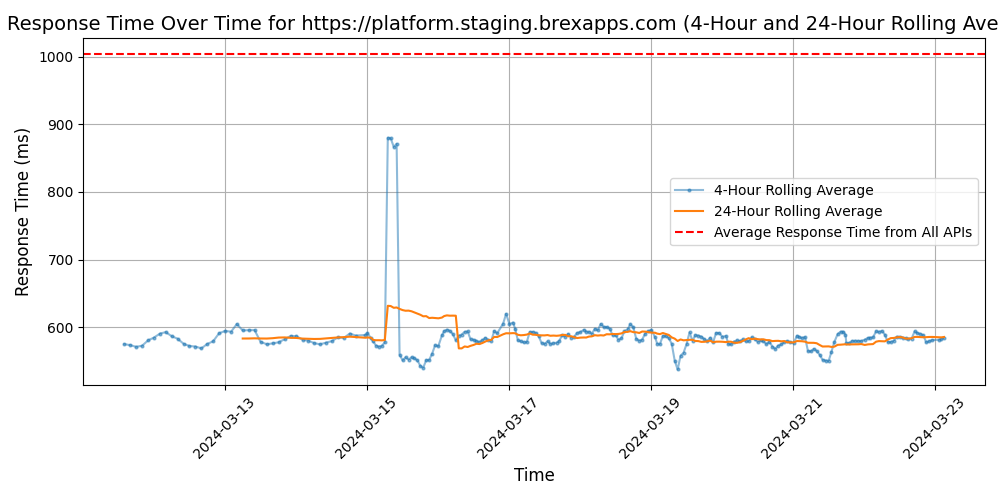 Response Time Over Time for https://platform.staging.brexapps.com (4-Hour and 24-Hour Rolling Ave
Response Time (ms)
1000
900
800
700
600
4-Hour Rolling Average
24-Hour Rolling Average
Average Response Time from All APIs
2024-03-13
2024-03-15
2024-03-17
2024-03-19
2024-03-21
2024-03-23
Time